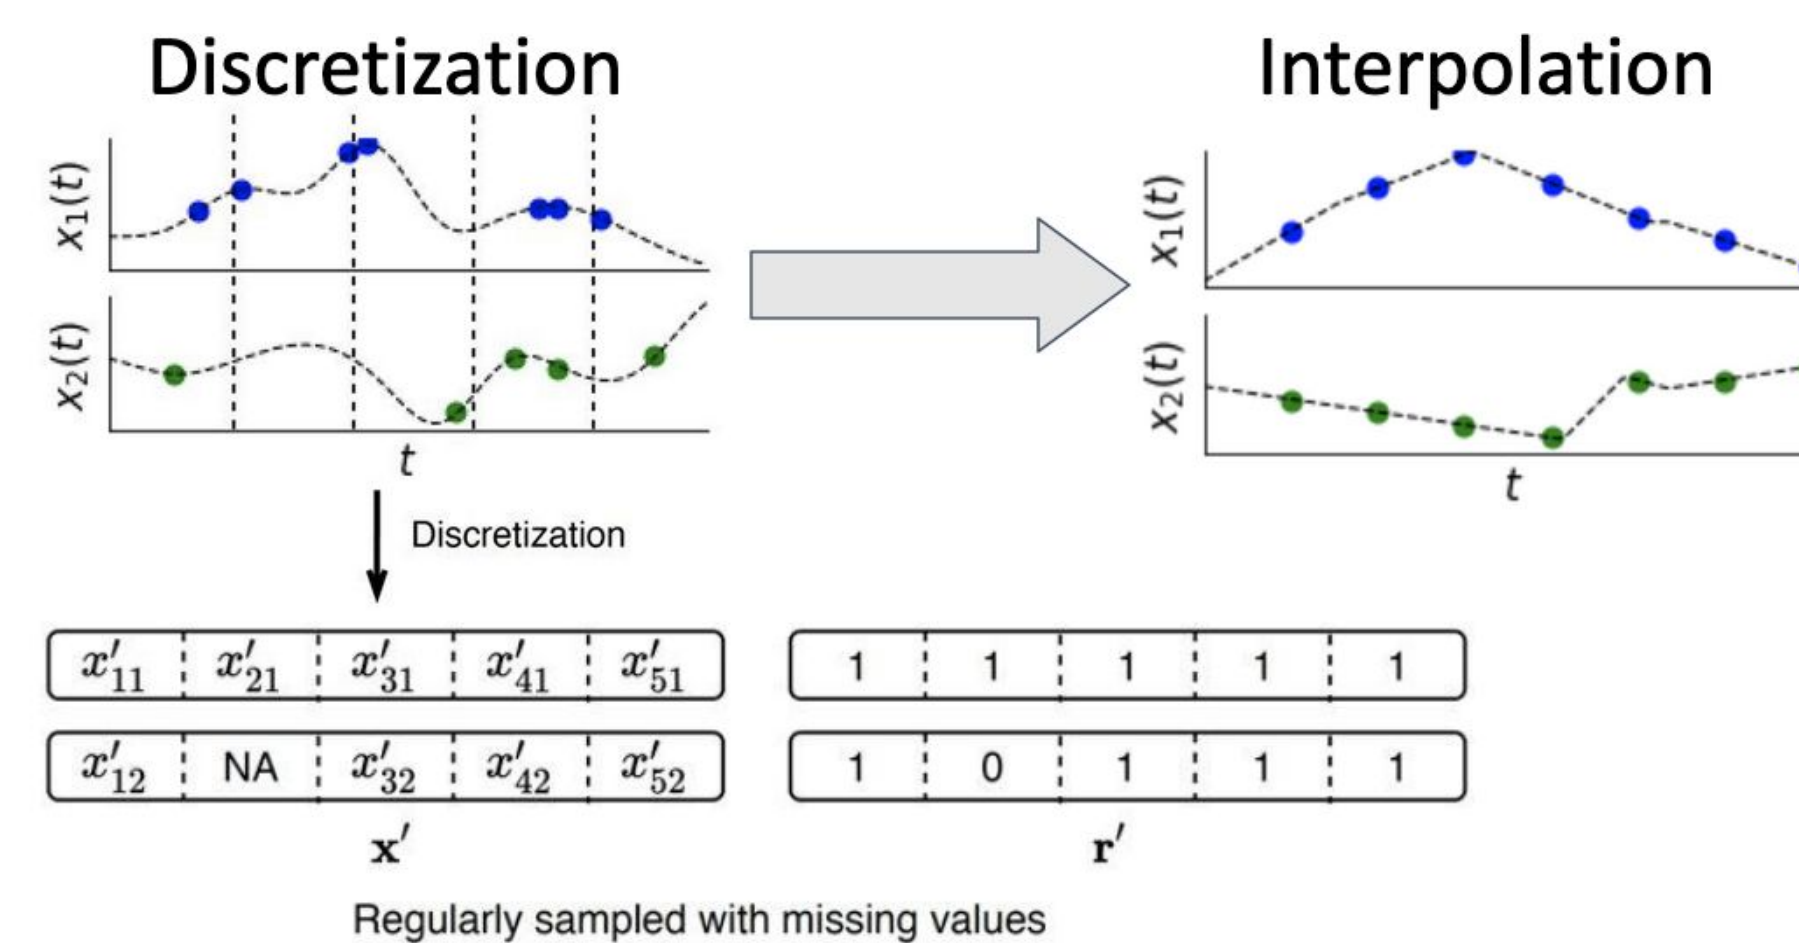 Discretization
Interpolation
x₁(t)
x₁(t)
x₂(t)
x₂(t)
t
t
Discretization
x′₁₁ x′₂₁ x′₃₁ x′₄₁ x′₅₁
1 1 1 1 1
x′₁₂ NA x′₃₂ x′₄₂ x′₅₂
1 0 1 1 1
x′
r′
Regularly sampled with missing values